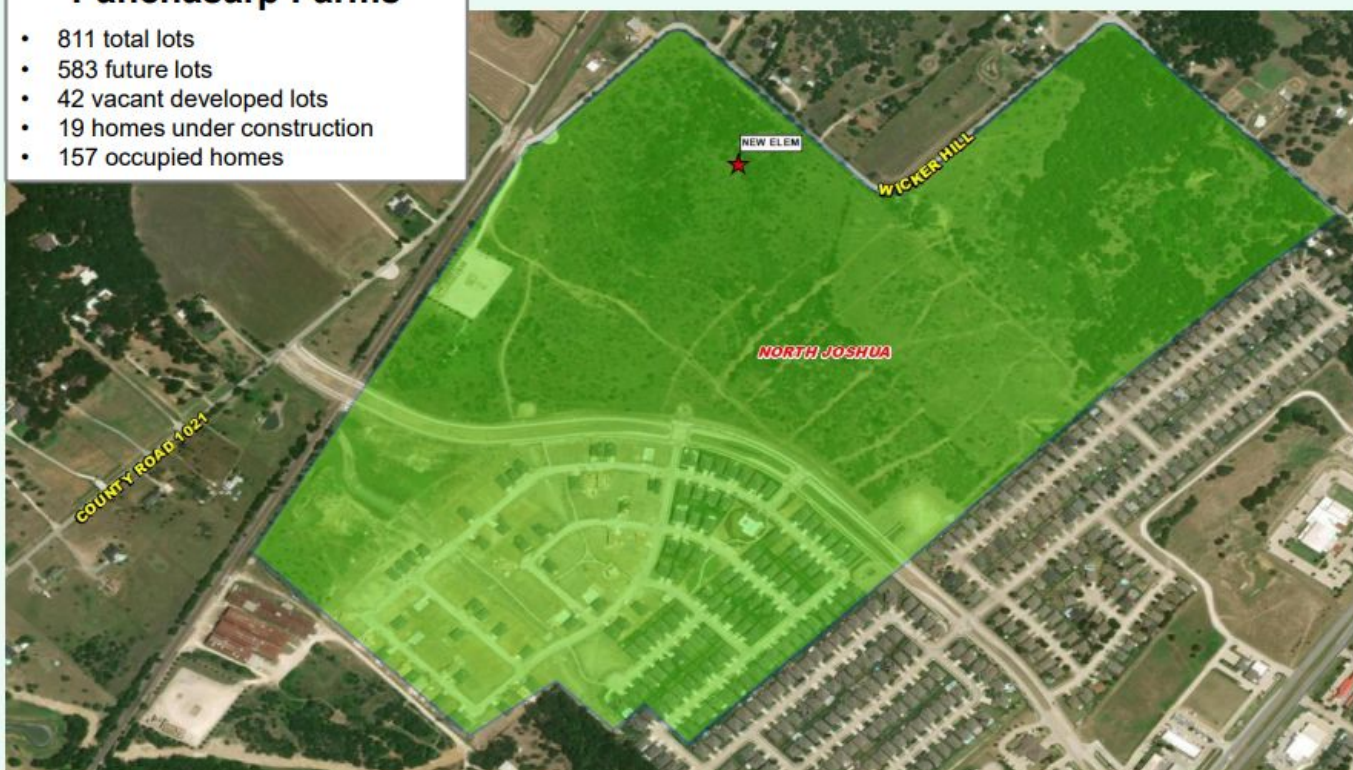 • 811 total lots
• 583 future lots
• 42 vacant developed lots
• 19 homes under construction
• 157 occupied homes
NEW ELEM
WICKER HILL
NORTH JOSHUA
COUNTY ROAD 1021